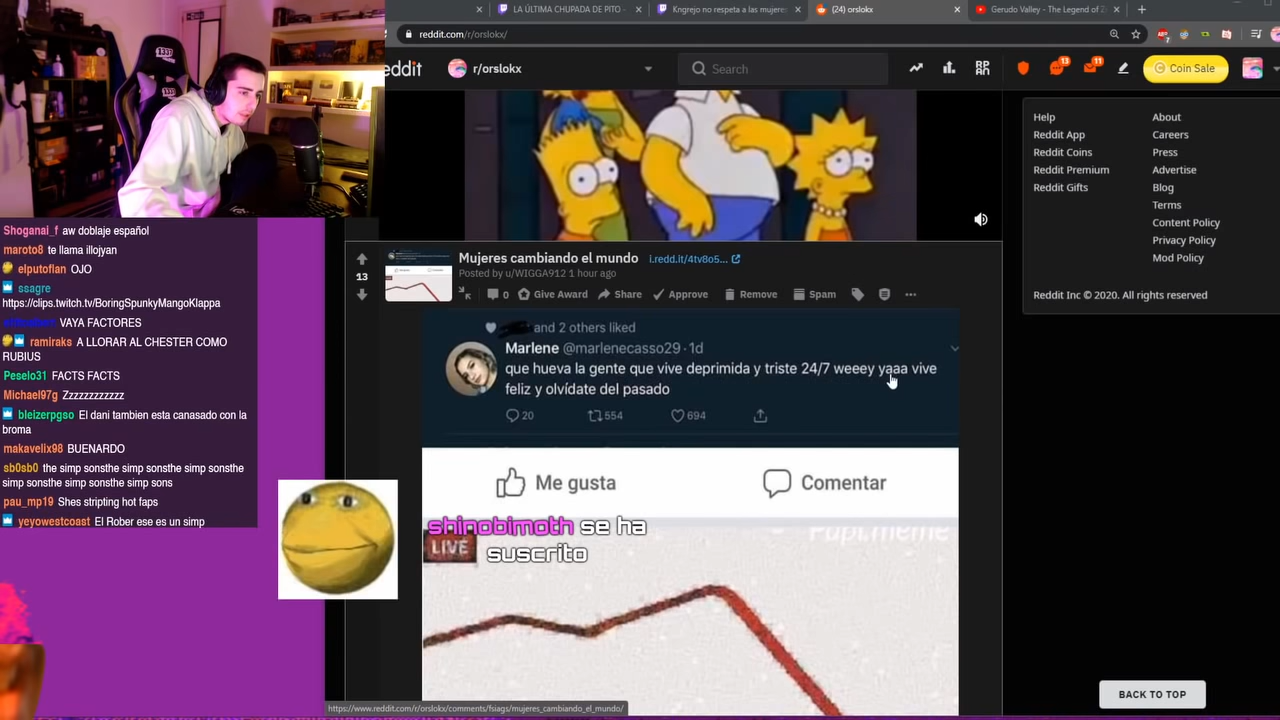 LA ÚLTIMA CHUPADA DE PITO -
Kngrejo no respeta a las mujeres
(24) orslokx
Gerudo Valley - The Legend of Z
reddit.com/r/orslokx/
1337
reddit
r/orslokx
Search
13
11
Coin Sale
Help
About
Reddit App
Careers
Reddit Coins
Press
Reddit Premium
Advertise
Reddit Gifts
Blog
Terms
Content Policy
Privacy Policy
Mod Policy
Reddit Inc © 2020. All rights reserved
Shoganai_f aw doblaje español
maroto8 te llama illojyan
elputoflan OJO
ssagre
https://clips.twitch.tv/BoringSpunkyMangoKlappa
VAYA FACTORES
ramiraks A LLORAR AL CHESTER COMO
RUBIUS
Peselo31 FACTS FACTS
Michael97g Zzzzzzzzzzzz
bleizerpgso El dani tambien esta canasado con la
broma
makavelix98 BUENARDO
sb0sb0 the simp sonsthe simp sonsthe simp sonsthe
simp sonsthe simp sonsthe simp sons
pau_mp19 Shes stripting hot faps
yeyowestcoast El Rober ese es un simp
13
Mujeres cambiando el mundo i.redd.it/4tv8o5...
Posted by u/WIGGA912 1 hour ago
0 Give Award Share Approve Remove Spam
and 2 others liked
Marlene @marlenecasso29 · 1d
que hueva la gente que vive deprimida y triste 24/7 weeey yaaa vive
feliz y olvídate del pasado
20 554 694
Me gusta Comentar
shinobimoth se ha
suscrito
LIVE
Papi.meme
BACK TO TOP
https://www.reddit.com/r/orslokx/comments/fsiags/mujeres_cambiando_el_mundo/